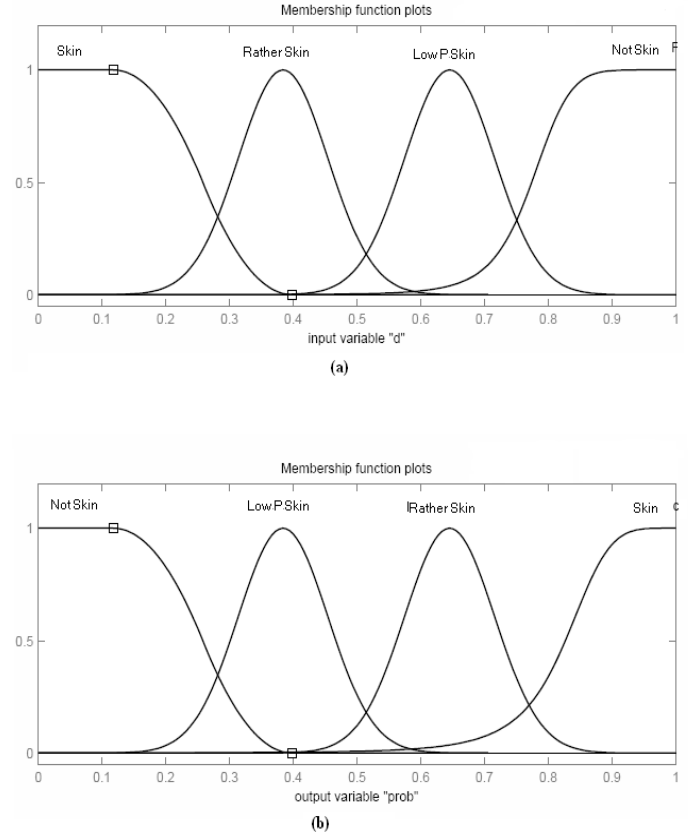 Membership function plots
Skin Rather Skin Low P Skin Not Skin F
1
0.5
0
0 0.1 0.2 0.3 0.4 0.5 0.6 0.7 0.8 0.9 1
input variable "d"
(a)
Membership function plots
Not Skin Low P Skin Rather Skin Skin c
1
0.5
0
0 0.1 0.2 0.3 0.4 0.5 0.6 0.7 0.8 0.9 1
output variable "prob"
(b)